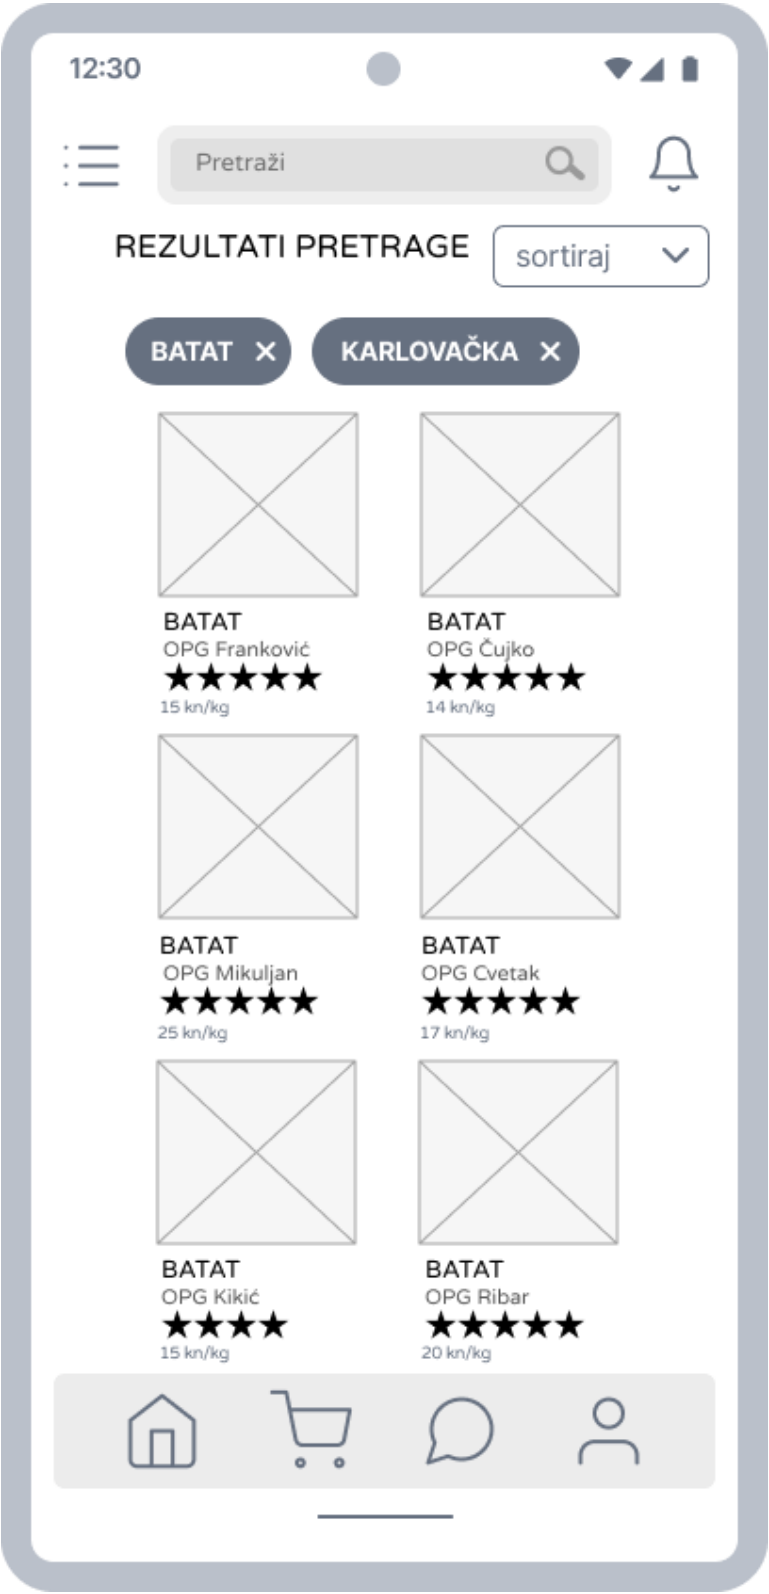 12:30
Pretraži
REZULTATI PRETRAGE
sortiraj
BATAT
KARLOVAČKA
BATAT
OPG Franković
15 kn/kg
BATAT
OPG Čujko
14 kn/kg
BATAT
OPG Mikuljan
25 kn/kg
BATAT
OPG Cvetak
17 kn/kg
BATAT
OPG Kikić
15 kn/kg
BATAT
OPG Ribar
20 kn/kg